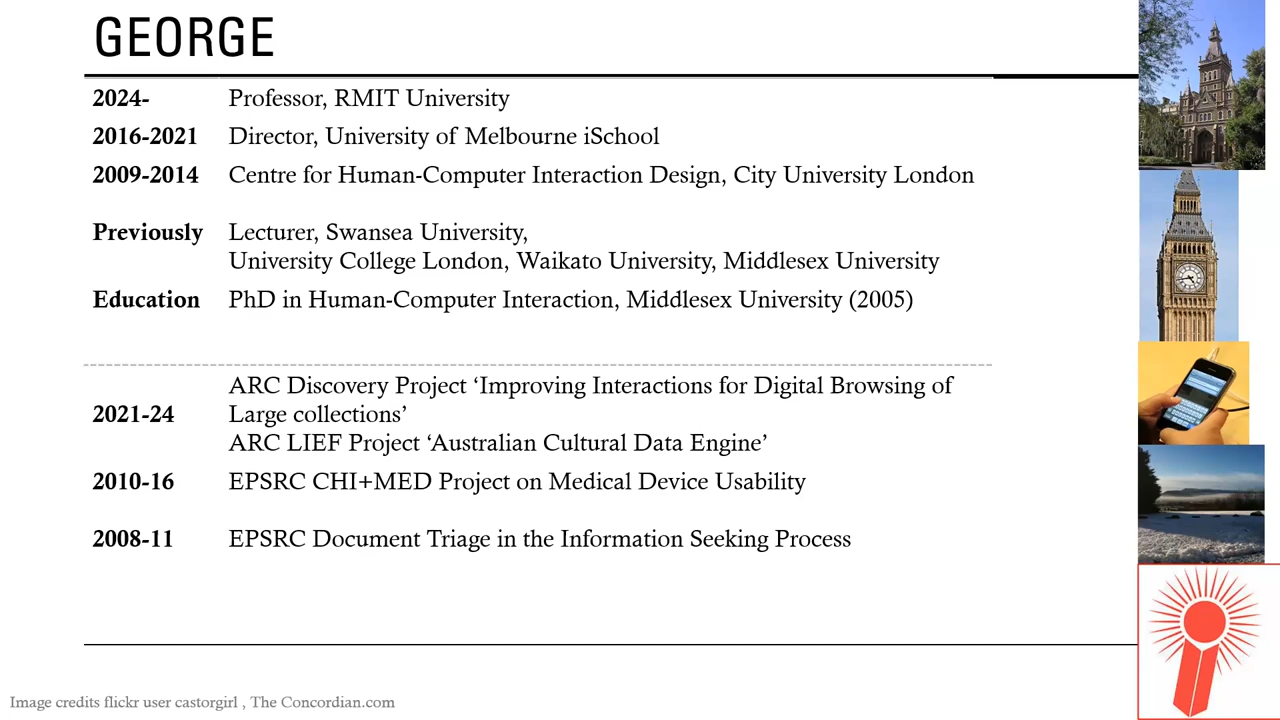 GEORGE
2024- Professor, RMIT University
2016-2021 Director, University of Melbourne iSchool
2009-2014 Centre for Human-Computer Interaction Design, City University London
Previously Lecturer, Swansea University,
University College London, Waikato University, Middlesex University
Education PhD in Human-Computer Interaction, Middlesex University (2005)
ARC Discovery Project ‘Improving Interactions for Digital Browsing of
2021-24 Large collections’
ARC LIEF Project ‘Australian Cultural Data Engine’
2010-16 EPSRC CHI+MED Project on Medical Device Usability
2008-11 EPSRC Document Triage in the Information Seeking Process
Image credits flickr user castorgirl , The Concordian.com